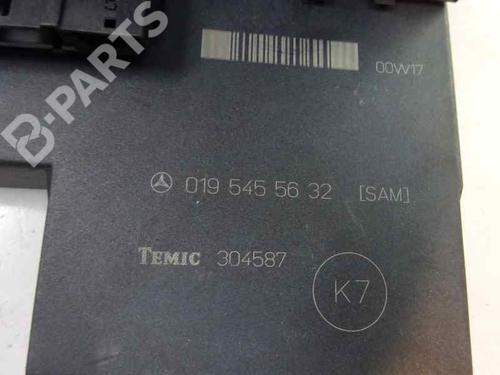 00W17
019 545 56 32 [SAM]
TEMIC 304587
K7
B-PARTS